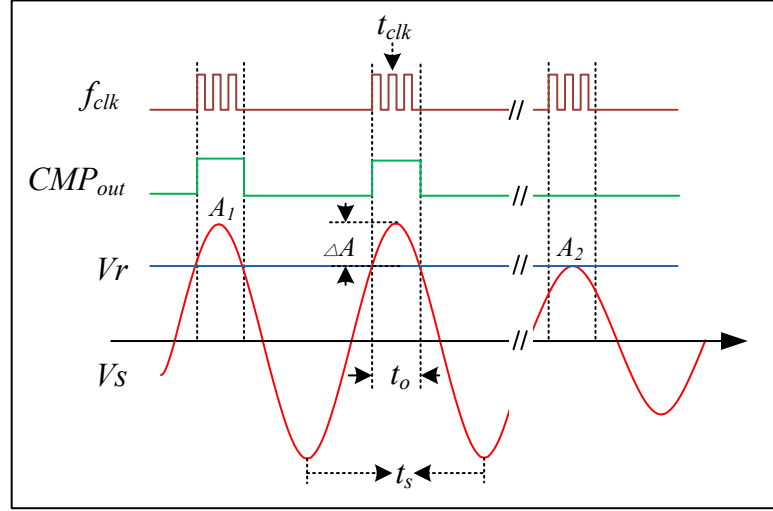 t_clk
f_clk
CMP_out
A_1
△A
A_2
Vr
//
//
//
//
Vs
t_o
t_s